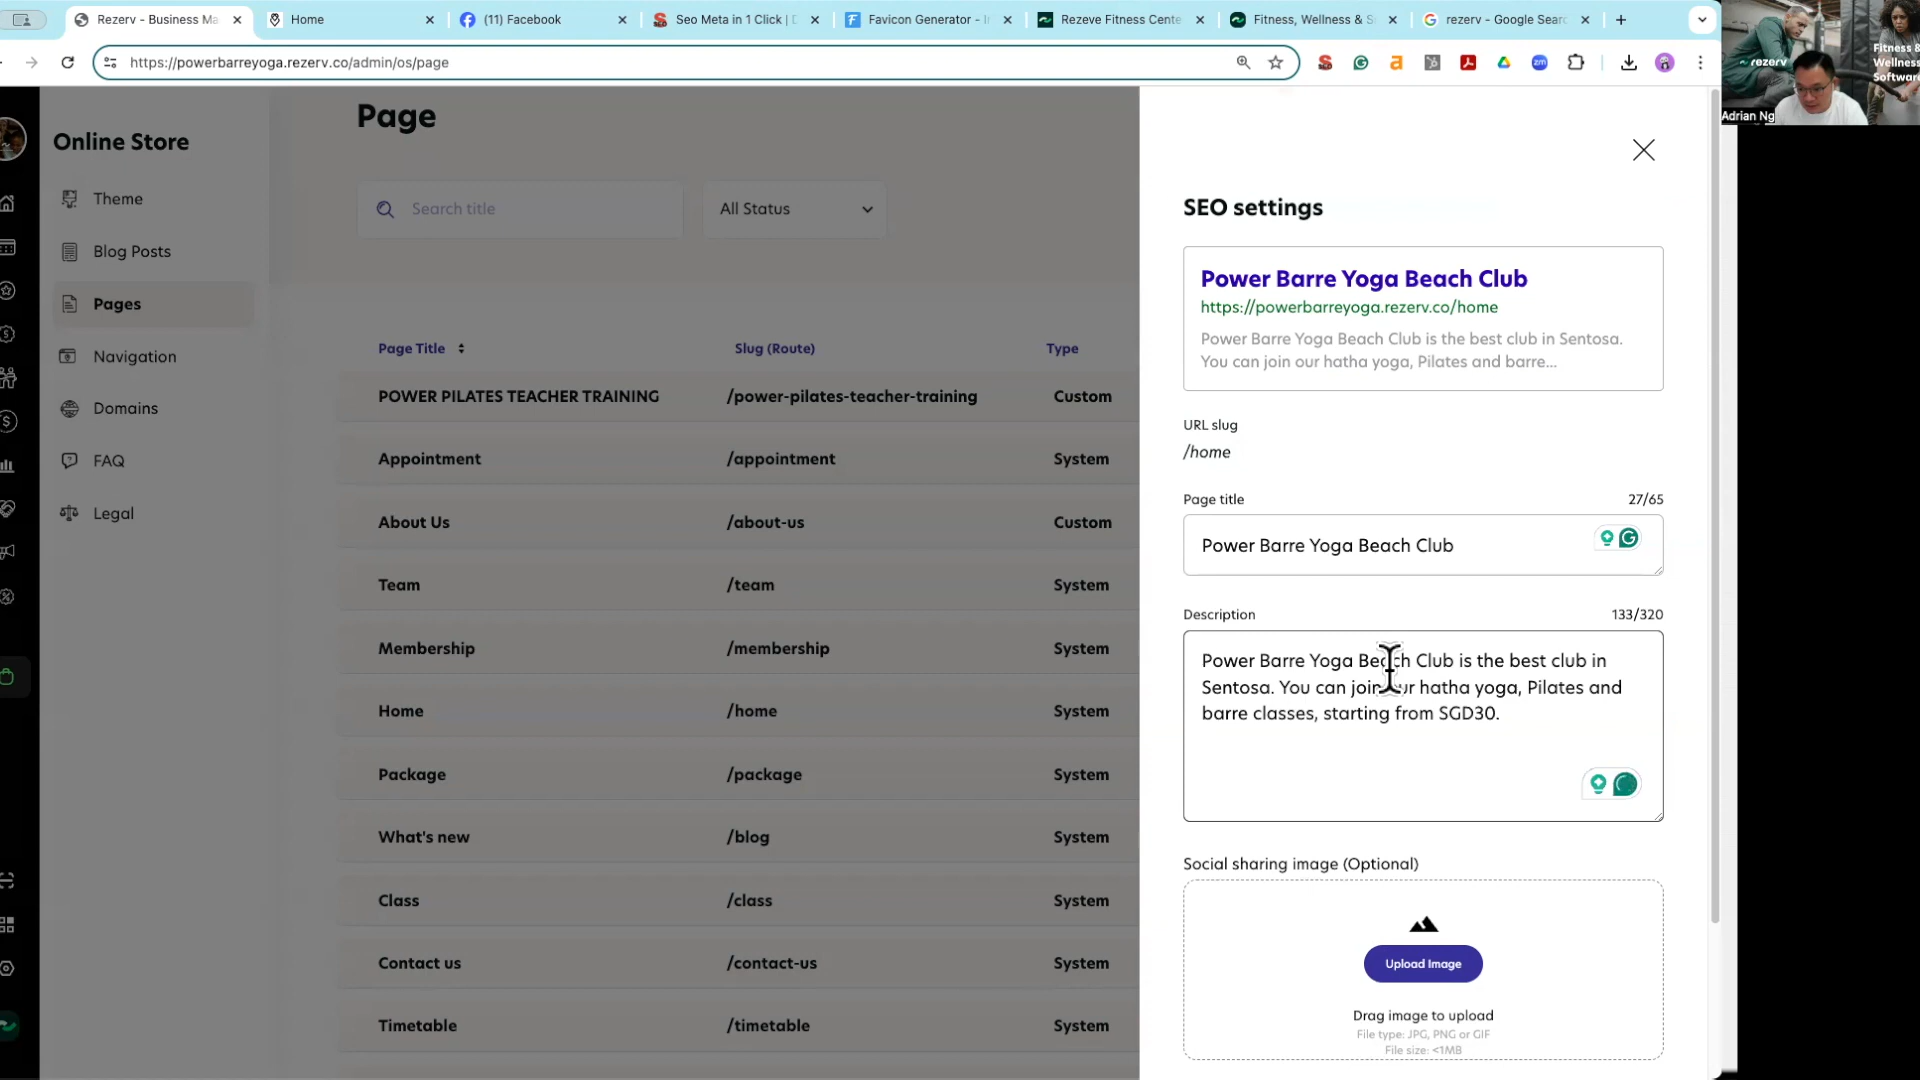 Rezerv - Business Ma
Home
(11) Facebook
Seo Meta in 1 Click | D
Favicon Generator - I
Rezeve Fitness Cente
Fitness, Wellness & S
rezerv - Google Searc
https://powerbarreyoga.rezerv.co/admin/os/page
rezerv
Fitness &
Wellness
Software
Adrian Ng
Online Store
Theme
Blog Posts
Pages
Navigation
Domains
FAQ
Legal
Page
Search title
All Status
Page Title
Slug (Route)
Type
POWER PILATES TEACHER TRAINING
/power-pilates-teacher-training
Custom
Appointment
/appointment
System
About Us
/about-us
Custom
Team
/team
System
Membership
/membership
System
Home
/home
System
Package
/package
System
What's new
/blog
System
Class
/class
System
Contact us
/contact-us
System
Timetable
/timetable
System
SEO settings
Power Barre Yoga Beach Club
https://powerbarreyoga.rezerv.co/home
Power Barre Yoga Beach Club is the best club in Sentosa.
You can join our hatha yoga, Pilates and barre...
URL slug
/home
Page title
27/65
Power Barre Yoga Beach Club
Description
133/320
Power Barre Yoga Beach Club is the best club in
Sentosa. You can join our hatha yoga, Pilates and
barre classes, starting from SGD30.
Social sharing image (Optional)
Upload Image
Drag image to upload
File type: JPG, PNG or GIF
File size: <1MB